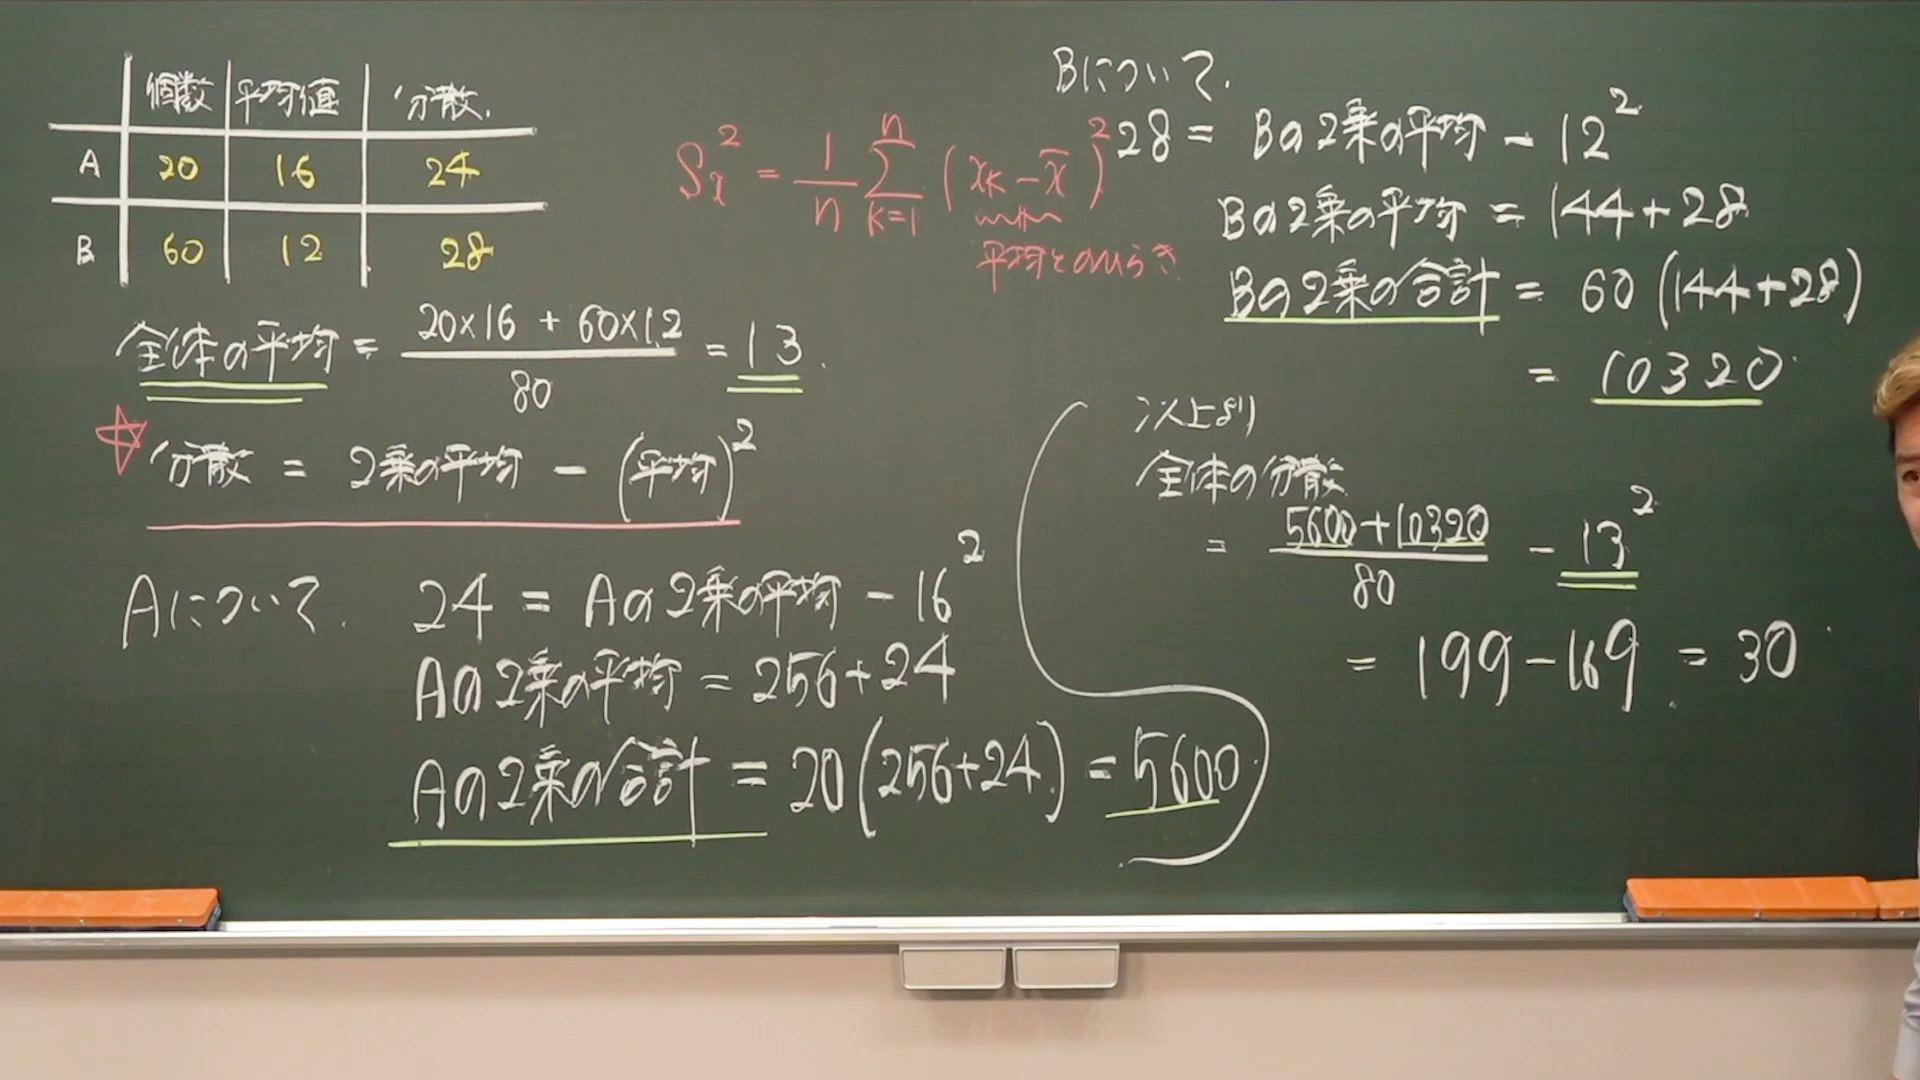 個数 平均値 分散.
A 20 16 24
B 60 12 28
全体の平均 = (20×16 + 60×12)/80 = 13.
分散 = 2乗の平均 - (平均)²
Sx² = 1/n Σ[k=1→n] (xk - x̄)²
平均とのひらき
Aについて. 24 = Aの2乗の平均 - 16²
Aの2乗の平均 = 256+24
Aの2乗の合計 = 20(256+24) = 5600.
Bについて.
28 = Bの2乗の平均 - 12²
Bの2乗の平均 = 144+28
Bの2乗の合計 = 60(144+28)
= 10320.
以上より
全体の分散
= (5600+10320)/80 - 13²
= 199-169 = 30.